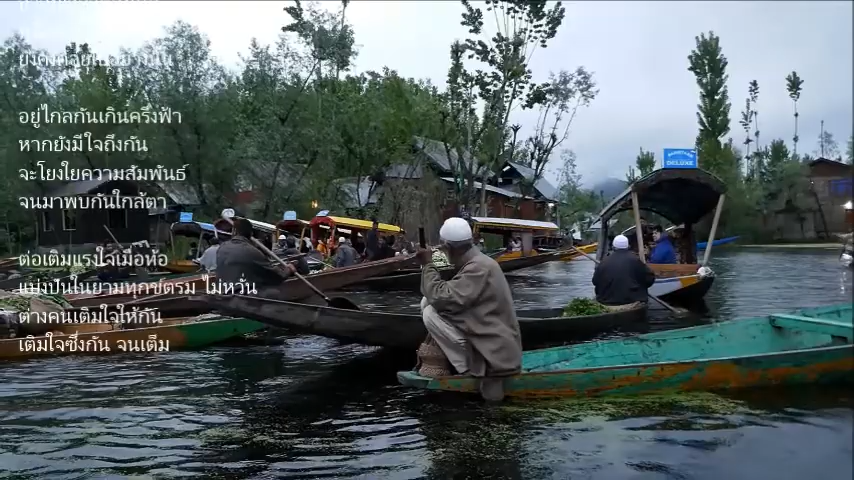 อยู่ไกลกันเกินครึ่งฟ้า
หากยังมีใจถึงกัน
จะโยงใยความสัมพันธ์
จนมาพบกันใกล้ตา
ต่อเติมเต็มแรงเมื่อท้อ
แบ่งปันในยามทุกข์ตรม ไม่หวั่น
ต่างคนเติมใจให้กัน
เติมใจซึ่งกัน จนเต็ม
DELUXE